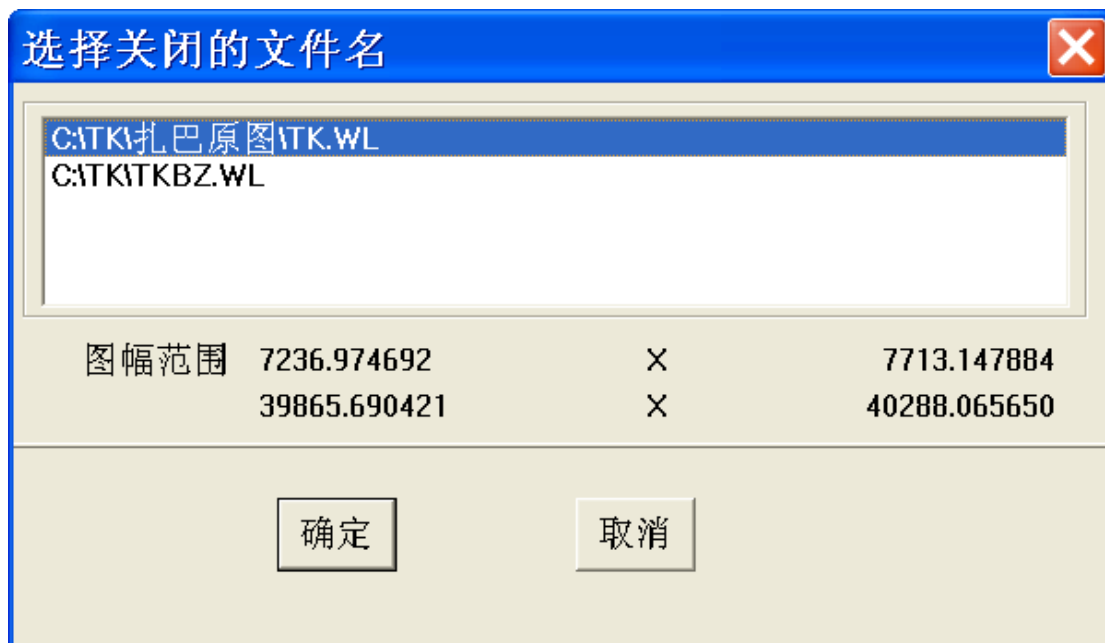 选择关闭的文件名
C:\TK\扎巴原图\TK.WL
C:\TK\TKBZ.WL
图幅范围 7236.974692 X 7713.147884
39865.690421 X 40288.065650
确定 取消